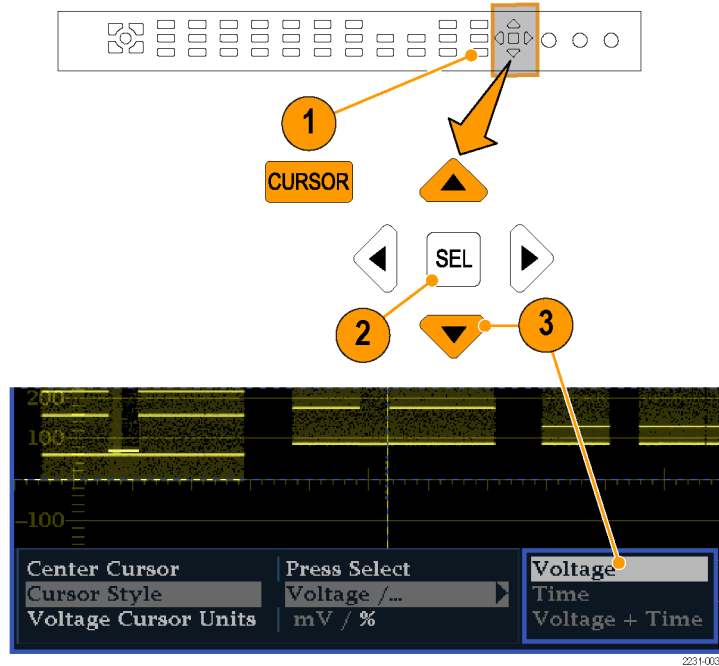 1
CURSOR
SEL
2
3
200
100
-100
Center Cursor
Press Select
Voltage
Cursor Style
Voltage /...
Time
Voltage Cursor Units
mV / %
Voltage + Time
2231-003